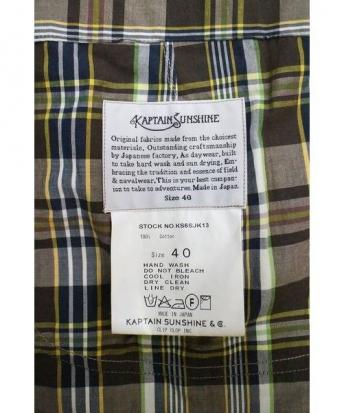 KAPTAIN SUNSHINE
Original fabrics made from the choicest
materials, Outstanding craftsmanship
by Japanese factory, As daywear, built
to take hard wash and sun drying, Em-
bracing the tradition and essence of field
& navalwear, This is your best compan-
ion to take to adventures. Made in Japan.
Size 40
STOCK NO.KS6SJK13
100% Cotton
Size 40
HAND WASH
DO NOT BLEACH
COOL IRON
DRY CLEAN
LINE DRY
MADE IN JAPAN
KAPTAIN SUNSHINE & C°.
CLIP CLOP INC.